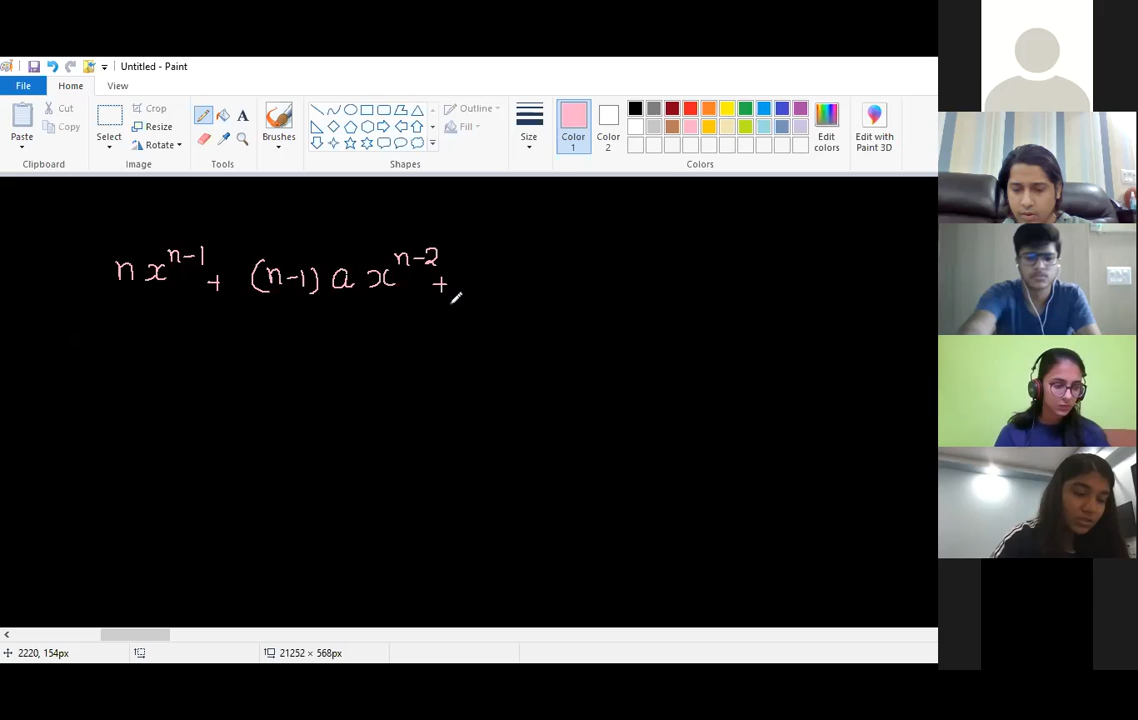 Untitled - Paint
File Home View
Paste
Cut
Copy
Clipboard
Select
Crop
Resize
Rotate
Image
A
Tools
Brushes
Outline
Fill
Shapes
Size
Color 1
Color 2
Edit colors
Edit with Paint 3D
Colors
n x^{n-1} + (n-1) a x^{n-2} +
2220, 154px
21252 × 568px